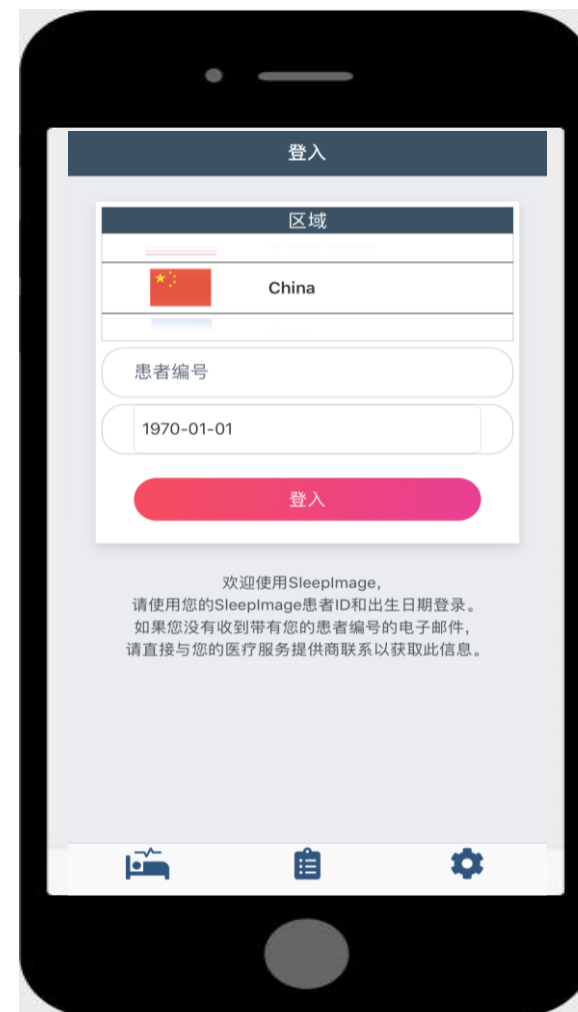 登入
区域
China
患者编号
1970-01-01
登入
欢迎使用SleepImage,
请使用您的SleepImage患者ID和出生日期登录。
如果您没有收到带有您的患者编号的电子邮件,
请直接与您的医疗服务提供商联系以获取此信息。